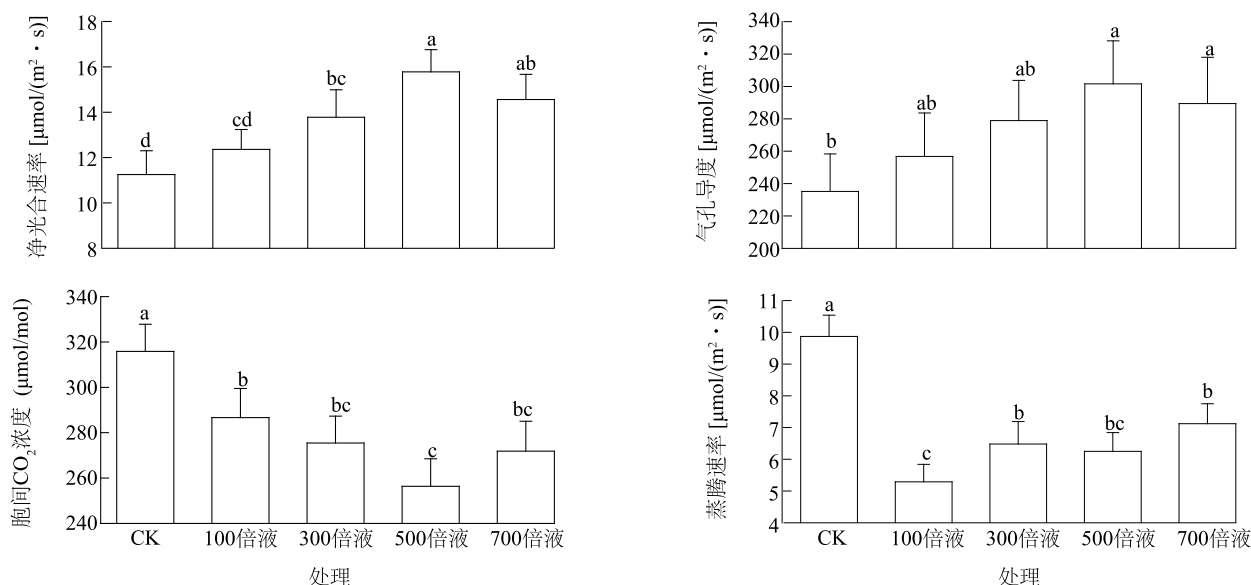 净光合速率 [μmol/(m²·s)]
18
16
14
12
10
8
d
cd
bc
a
ab
气孔导度 [μmol/(m²·s)]
340
320
300
280
260
240
220
200
b
ab
ab
a
a
胞间CO₂浓度 (μmol/mol)
340
320
300
280
260
240
a
b
bc
c
bc
CK 100倍液 300倍液 500倍液 700倍液
处理
蒸腾速率 [μmol/(m²·s)]
11
10
9
8
7
6
5
4
a
c
b
bc
b
CK 100倍液 300倍液 500倍液 700倍液
处理